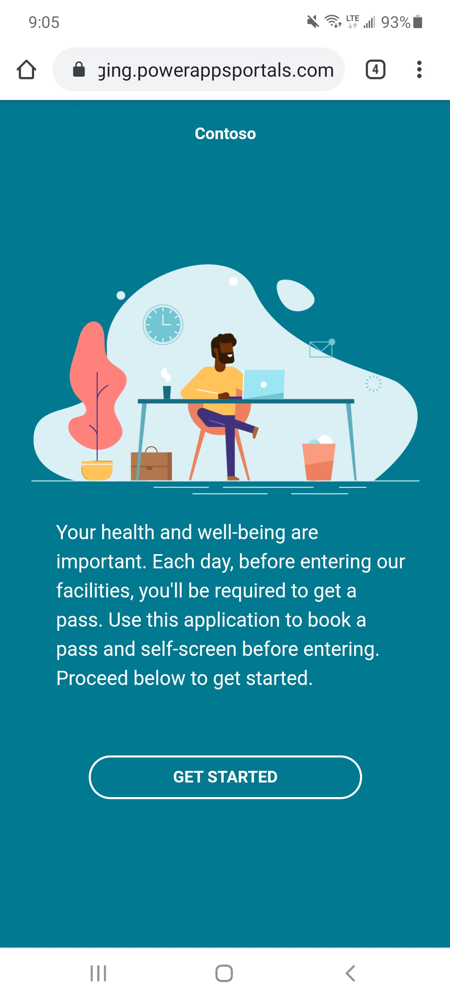 9:05
LTE 93%
ging.powerappsportals.com
4
Contoso
Your health and well-being are
important. Each day, before entering our
facilities, you'll be required to get a
pass. Use this application to book a
pass and self-screen before entering.
Proceed below to get started.
GET STARTED